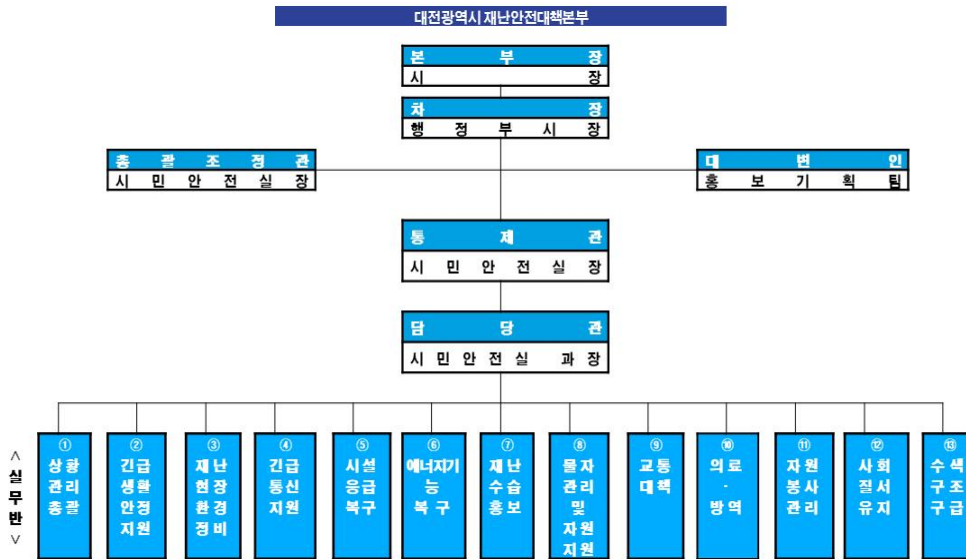 대전광역시 재난안전대책본부
본 부 장
시 장
차 장
행 정 부 시 장
총 괄 조 정 관
시 민 안 전 실 장
대 변 인
홍 보 기 획 팀
통 제 관
시 민 안 전 실 장
담 당 관
시 민 안 전 실 과 장
< 실 무 반 >
①
상 황
관 리
총 괄
②
긴 급
생 활
안 정
지 원
③
재 난
현 장
환 경
정 비
④
긴 급
통 신
지 원
⑤
시 설
응 급
복 구
⑥
에너지기
능
복 구
⑦
재 난
수 습
홍 보
⑧
물 자
관 리
및
자 원
지 원
⑨
교 통
대 책
⑩
의 료
·
방 역
⑪
자 원
봉 사
관 리
⑫
사 회
질 서
유 지
⑬
수 색
구 조
구 급